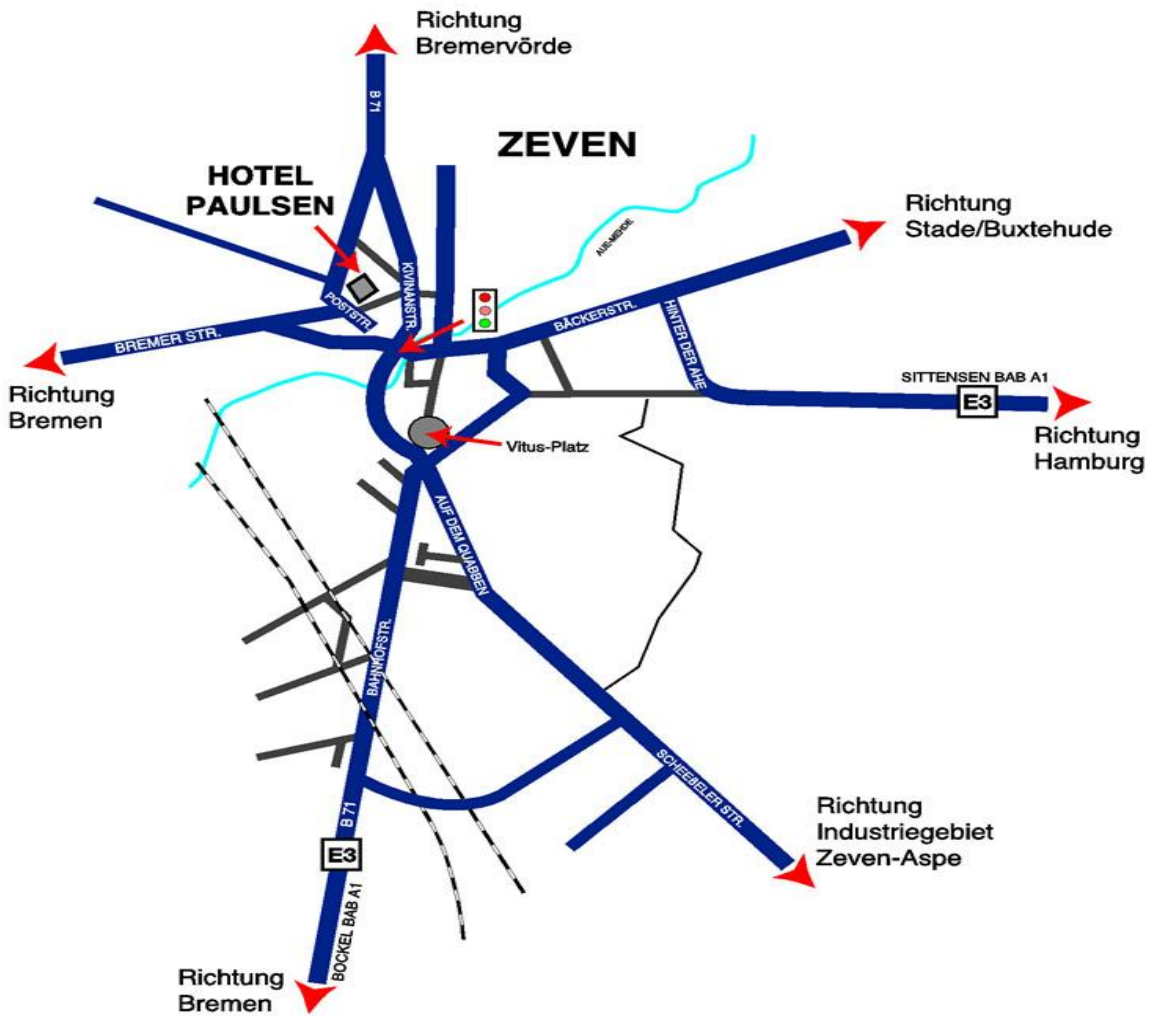 Richtung
Bremervörde
B 71
ZEVEN
HOTEL
PAULSEN
AUE-MEHDE
Richtung
Stade/Buxtehude
KIVINANSTR.
POSTSTR.
BREMER STR.
BÄCKERSTR.
HINTER DER AHE
Richtung
Bremen
SITTENSEN BAB A1
E3
Richtung
Hamburg
Vitus-Platz
AUF DEM QUABBEN
BAHNHOFSTR.
SCHEEßELER STR.
B 71
E3
BOCKEL BAB A1
Richtung
Industriegebiet
Zeven-Aspe
Richtung
Bremen